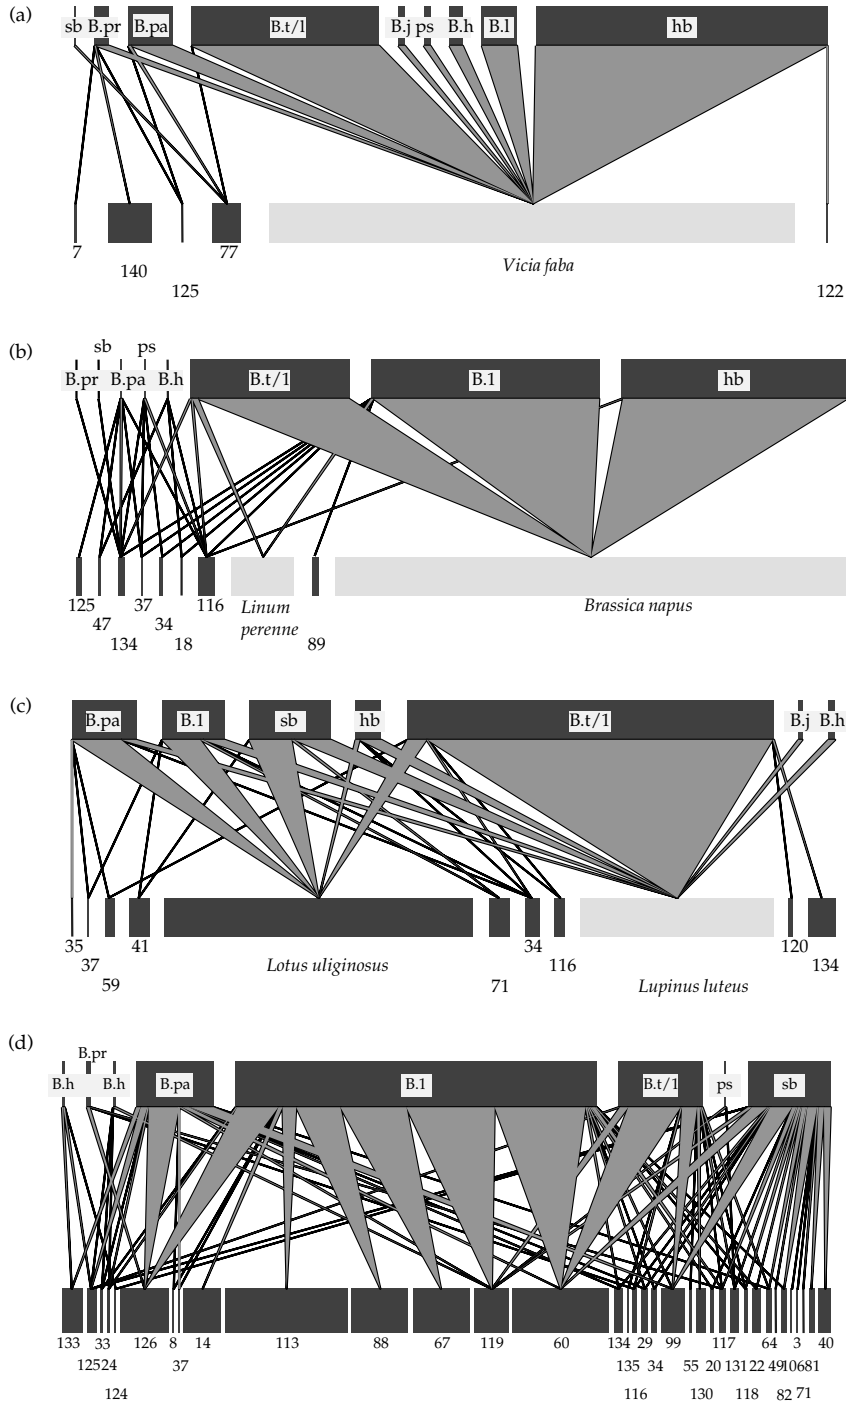 (a)
sb B.pr B.pa B.t/l B.j ps B.h B.l hb
7 77
140 Vicia faba
125 122
(b)
sb ps
B.pr B.pa B.h B.t/1 B.1 hb
125 37 116 Linum Brassica napus
47 34 perenne
134 18 89
(c)
B.pa B.1 sb hb B.t/1 B.j B.h
35 41 34 120
37 Lotus uliginosus 116 134
59 71 Lupinus luteus
(d)
B.pr
B.h B.h B.pa B.1 B.t/1 ps sb
133 33 126 8 14 113 88 67 119 60 134 29 99 117 64 3 40
125 24 37 135 34 55 20 131 22 49 106 81
124 116 130 118 82 71